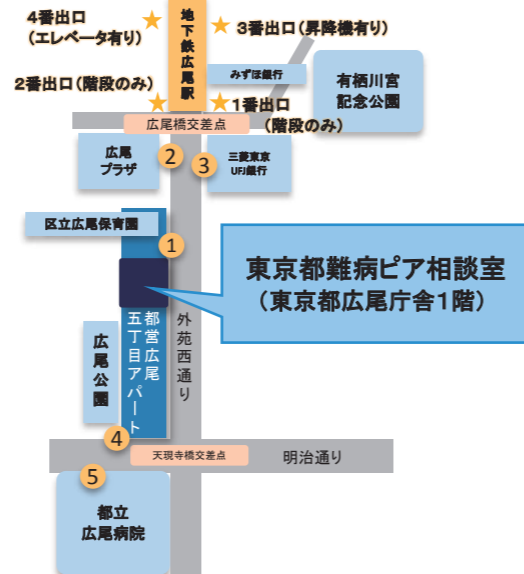 4番出口
(エレベータ有り)
地下鉄広尾駅
3番出口(昇降機有り)
みずほ銀行
有栖川宮
記念公園
2番出口(階段のみ)
1番出口
(階段のみ)
広尾橋交差点
広尾
プラザ
2
3
三菱東京
UFJ銀行
区立広尾保育園
1
東京都難病ピア相談室
(東京都広尾庁舎1階)
都営広尾
五丁目アパート
外苑西通り
広尾公園
4
天現寺橋交差点
明治通り
5
都立
広尾病院